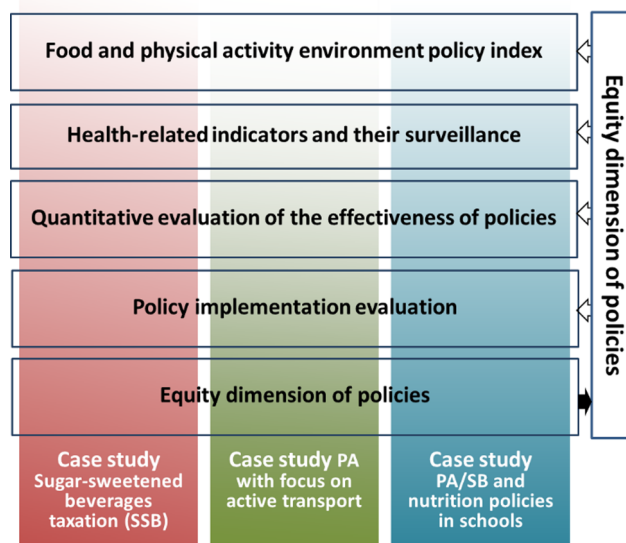 Food and physical activity environment policy index
Health-related indicators and their surveillance
Quantitative evaluation of the effectiveness of policies
Policy implementation evaluation
Equity dimension of policies
Equity dimension of policies
Case study
Sugar-sweetened
beverages
taxation (SSB)
Case study PA
with focus on
active transport
Case study
PA/SB and
nutrition policies
in schools